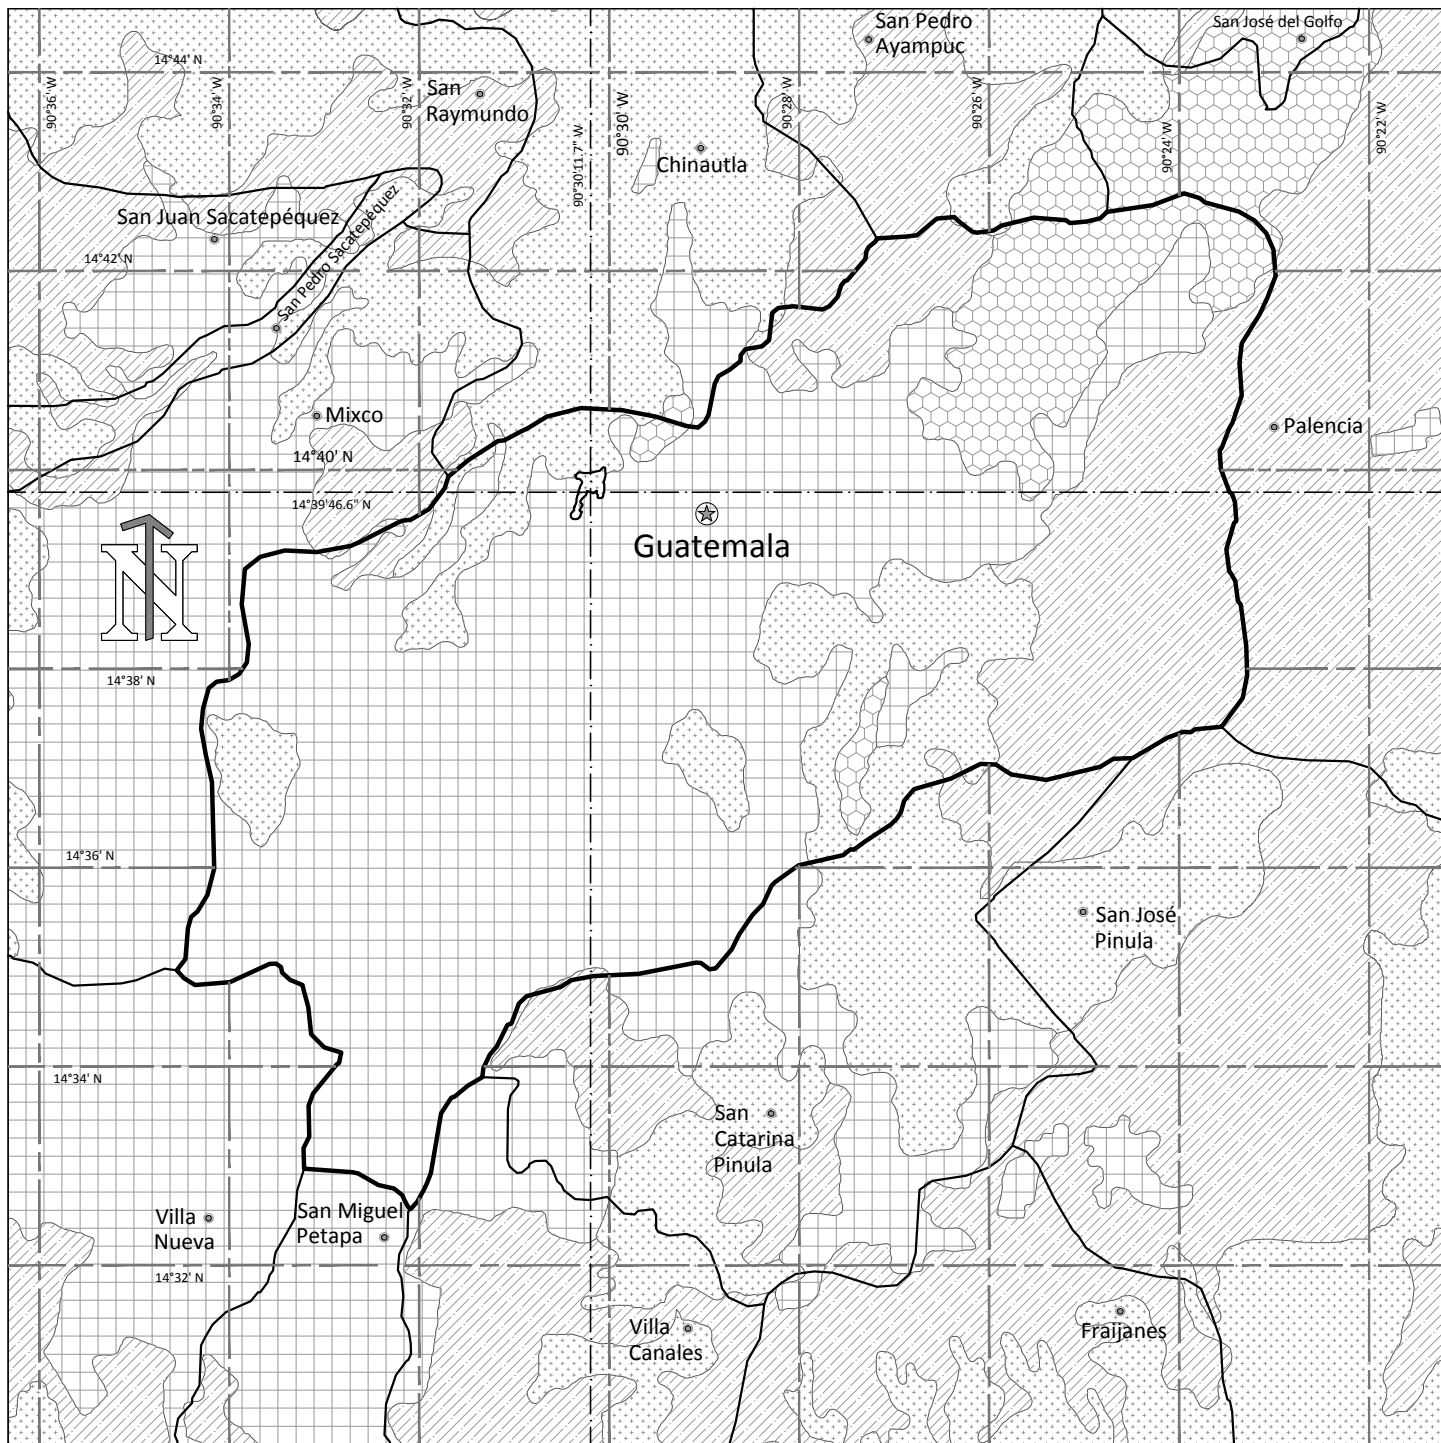 San Pedro
Ayampuc
San José del Golfo
14°44' N
90°36' W
90°34' W
90°32' W
San
Raymundo
90°30'11.7" W
90°30' W
90°28' W
90°26' W
90°24' W
90°22' W
Chinautla
San Juan Sacatepéquez
San Pedro Sacatepéquez
14°42' N
Mixco
Palencia
14°40' N
14°39'46.6" N
N
Guatemala
14°38' N
14°36' N
San José
Pinula
14°34' N
San
Catarina
Pinula
Villa
Nueva
San Miguel
Petapa
14°32' N
Villa
Canales
Fraijanes